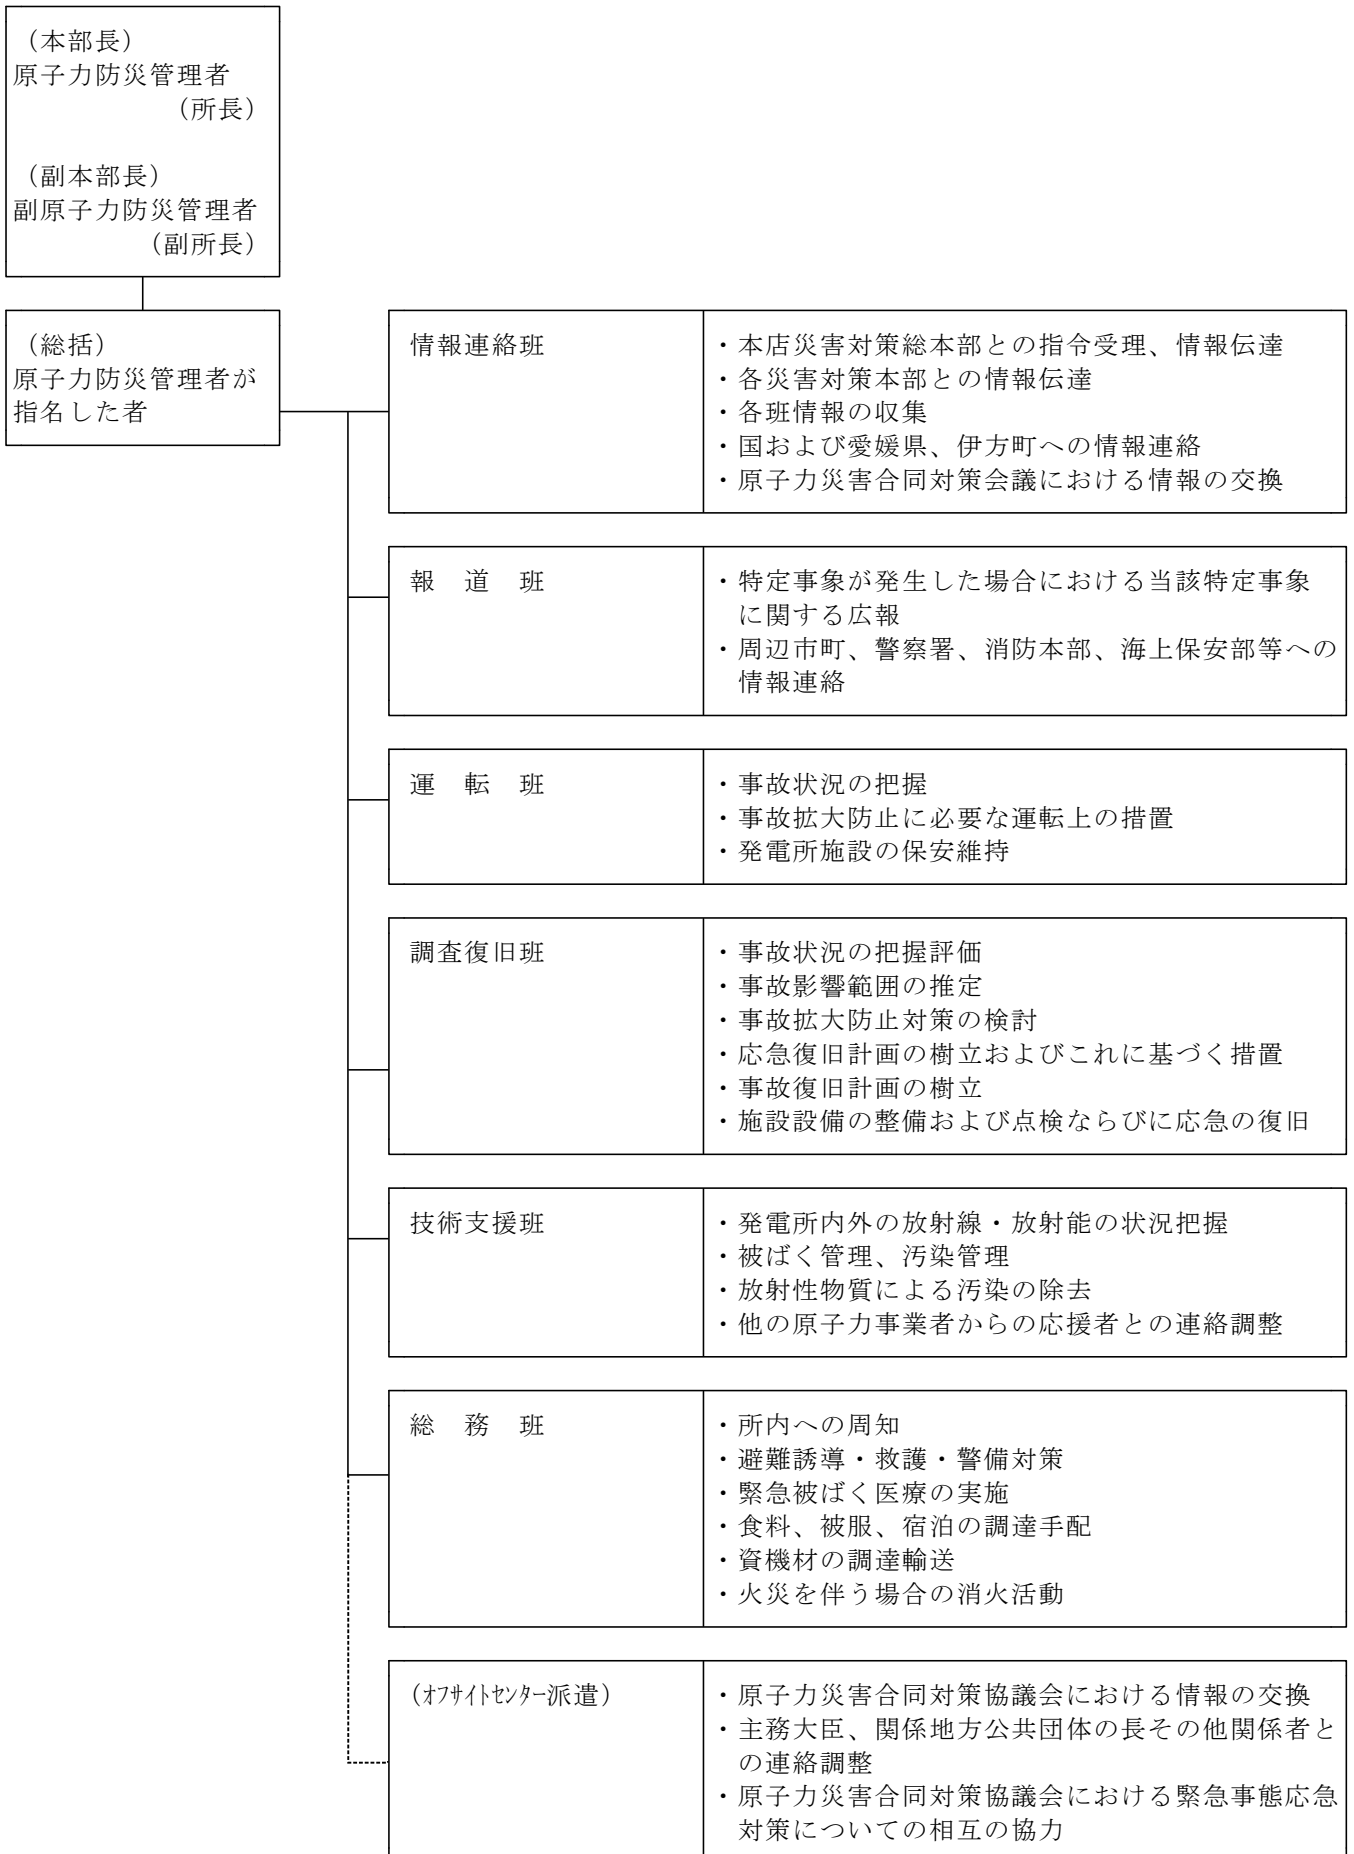 （本部長）
原子力防災管理者
（所長）
（副本部長）
副原子力防災管理者
（副所長）
（総括）
原子力防災管理者が
指名した者
情報連絡班
・本店災害対策総本部との指令受理、情報伝達
・各災害対策本部との情報伝達
・各班情報の収集
・国および愛媛県、伊方町への情報連絡
・原子力災害合同対策会議における情報の交換
報　道　班
・特定事象が発生した場合における当該特定事象
に関する広報
・周辺市町、警察署、消防本部、海上保安部等への
情報連絡
運　転　班
・事故状況の把握
・事故拡大防止に必要な運転上の措置
・発電所施設の保安維持
調査復旧班
・事故状況の把握評価
・事故影響範囲の推定
・事故拡大防止対策の検討
・応急復旧計画の樹立およびこれに基づく措置
・事故復旧計画の樹立
・施設設備の整備および点検ならびに応急の復旧
技術支援班
・発電所内外の放射線・放射能の状況把握
・被ばく管理、汚染管理
・放射性物質による汚染の除去
・他の原子力事業者からの応援者との連絡調整
総　務　班
・所内への周知
・避難誘導・救護・警備対策
・緊急被ばく医療の実施
・食料、被服、宿泊の調達手配
・資機材の調達輸送
・火災を伴う場合の消火活動
（ｵﾌｻｲﾄｾﾝﾀｰ派遣）
・原子力災害合同対策協議会における情報の交換
・主務大臣、関係地方公共団体の長その他関係者と
の連絡調整
・原子力災害合同対策協議会における緊急事態応急
対策についての相互の協力